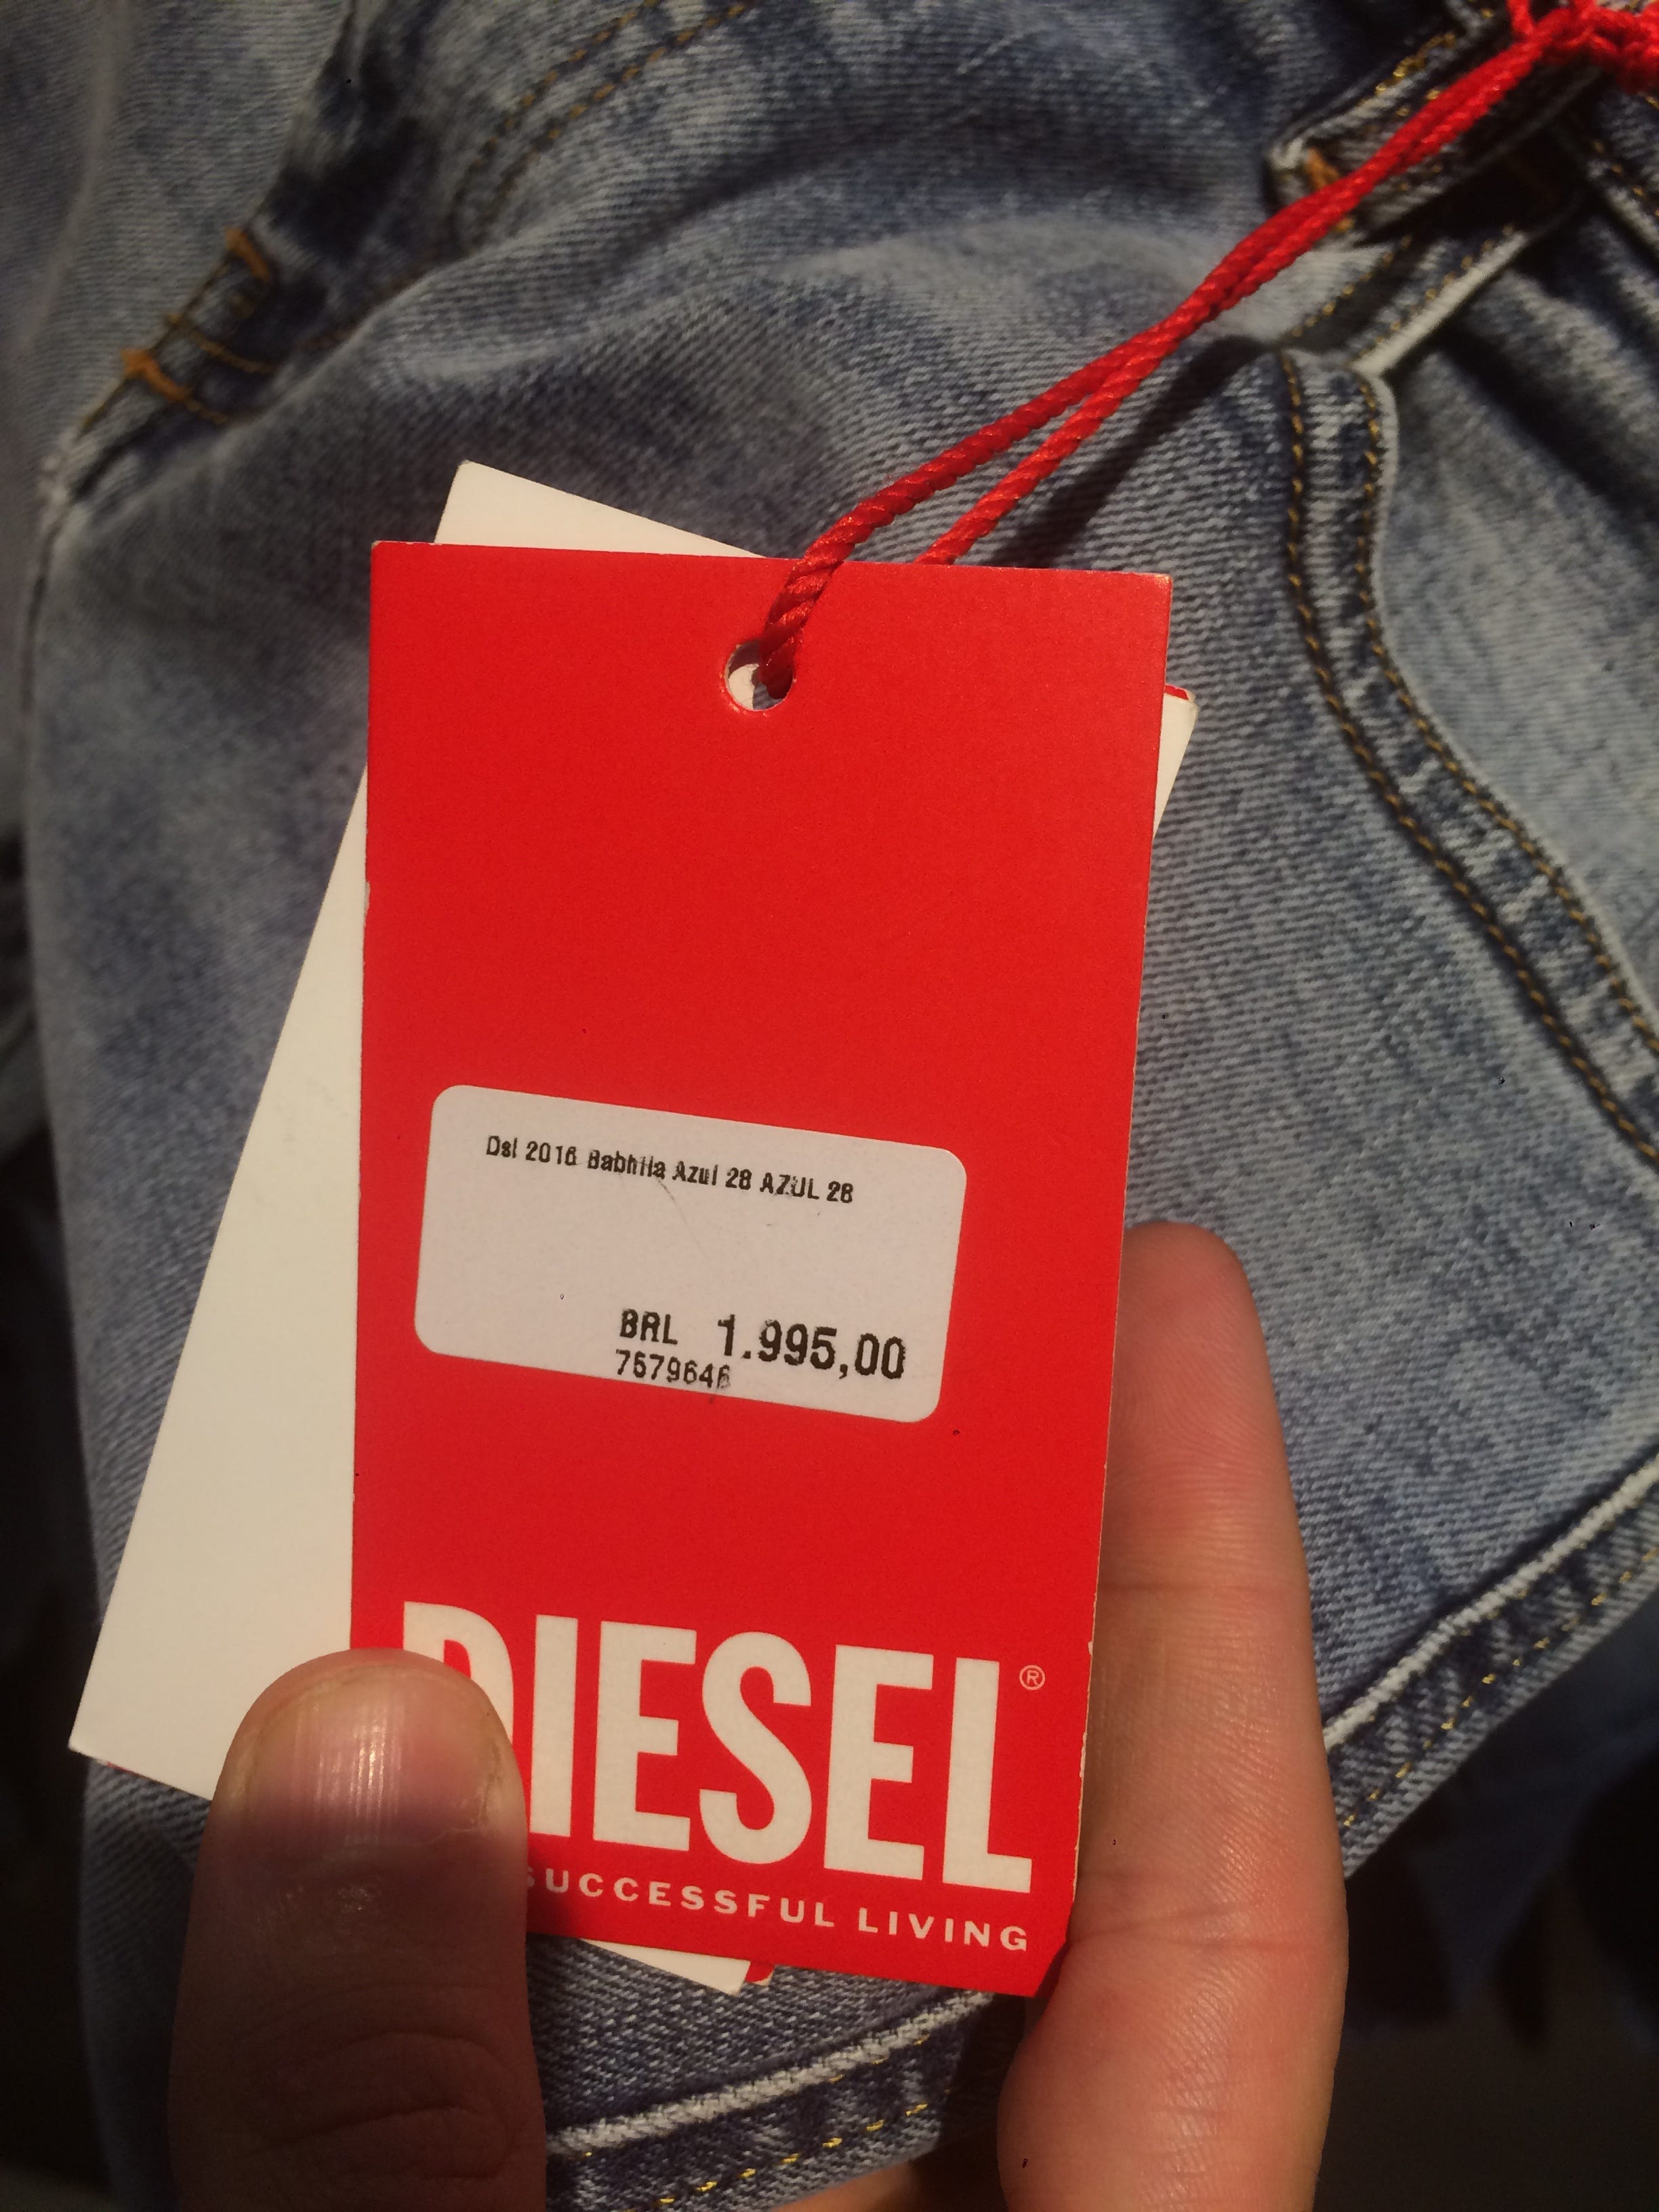 Dsl 2016 Babhila Azul 28 AZUL 28
BRL 1.995,00
7579646
DIESEL®
SUCCESSFUL LIVING